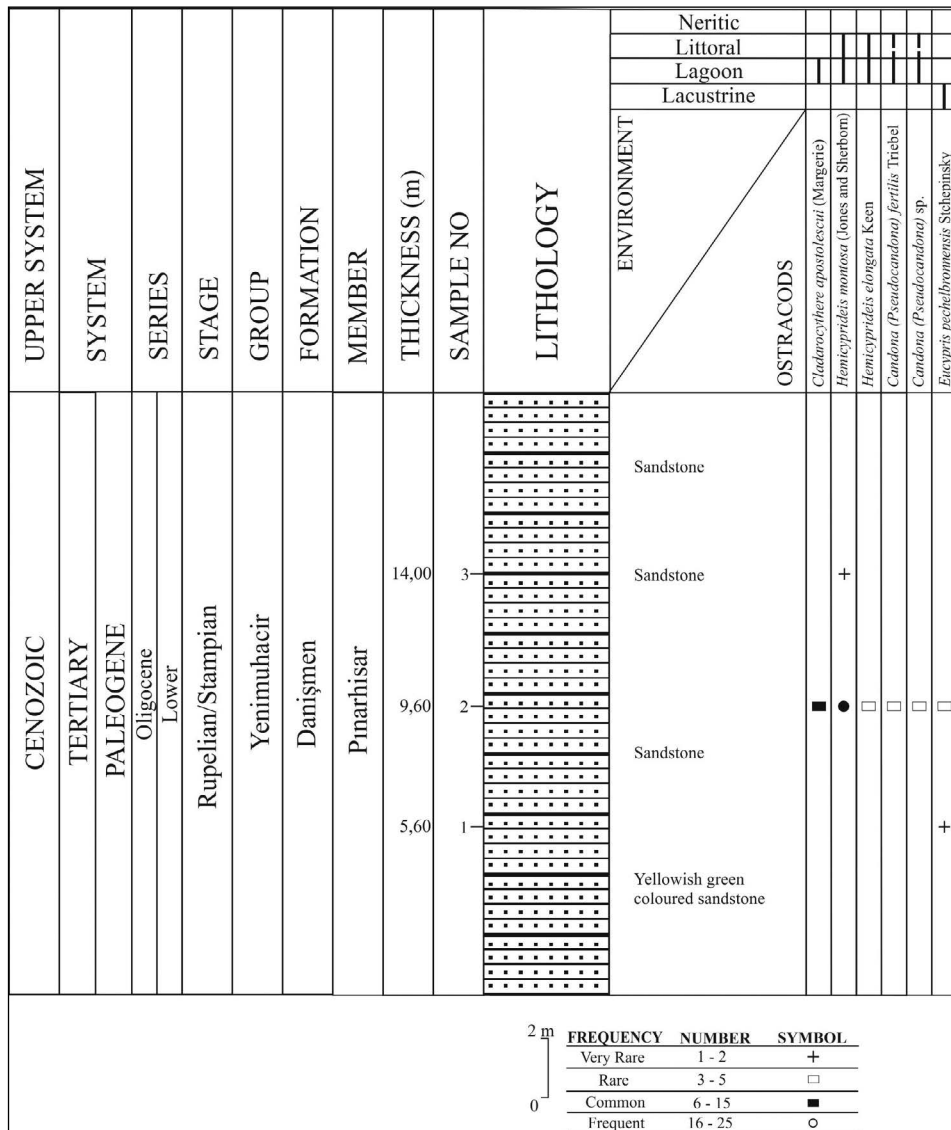 Neritic
Littoral
Lagoon
Lacustrine
UPPER SYSTEM
SYSTEM
SERIES
STAGE
GROUP
FORMATION
MEMBER
THICKNESS (m)
SAMPLE NO
LITHOLOGY
ENVIRONMENT
OSTRACODS
Cladarocythere apostolescui (Margerie)
Hemicyprideis montosa (Jones and Sherborn)
Hemicyprideis elongata Keen
Candona (Pseudocandona) fertilis Triebel
Candona (Pseudocandona) sp.
Eucypris pechelbronnensis Stchepinsky
CENOZOIC
TERTIARY
PALEOGENE
Oligocene
Lower
Rupelian/Stampian
Yenimuhacir
Danişmen
Pınarhisar
Sandstone
14,00 3 Sandstone +
9,60 2
Sandstone
5,60 1 +
Yellowish green
coloured sandstone
2 m
0
FREQUENCY NUMBER SYMBOL
Very Rare 1 - 2 +
Rare 3 - 5
Common 6 - 15
Frequent 16 - 25